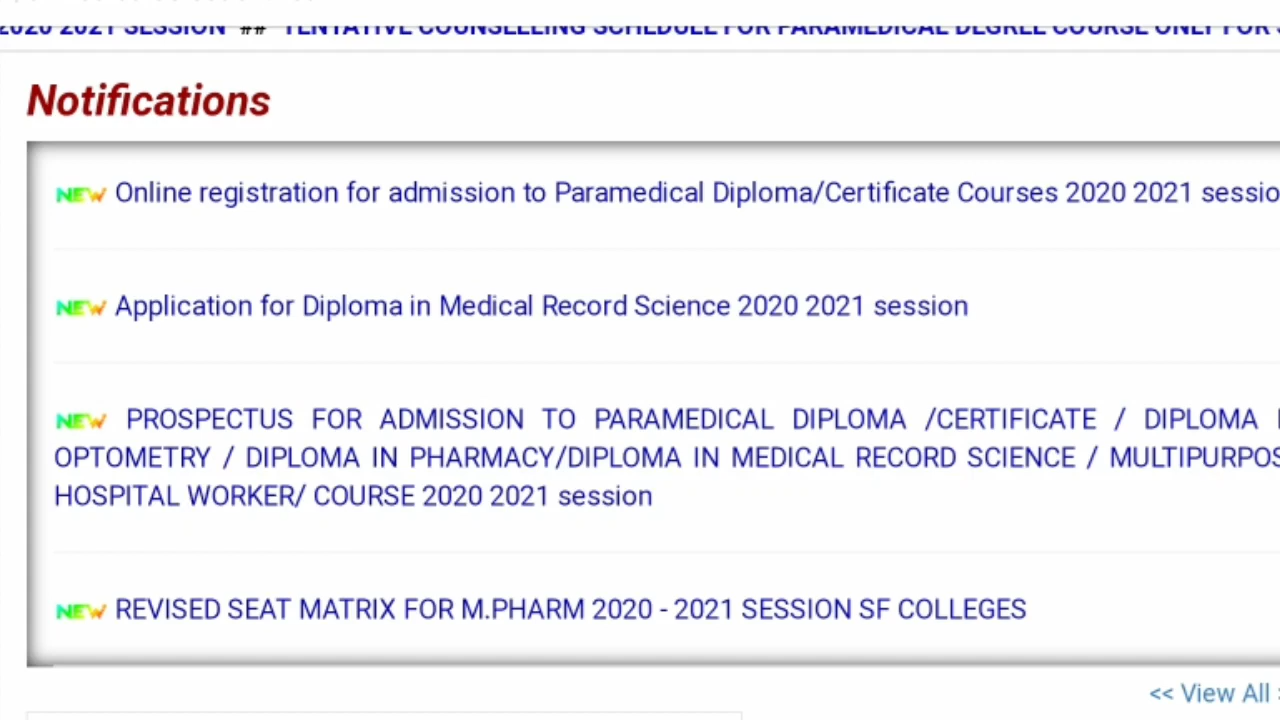 2020 2021 SESSION ## TENTATIVE COUNSELLING SCHEDULE FOR PARAMEDICAL DEGREE COURSE ONLY FOR
Notifications
NEW Online registration for admission to Paramedical Diploma/Certificate Courses 2020 2021 sessio
NEW Application for Diploma in Medical Record Science 2020 2021 session
NEW PROSPECTUS FOR ADMISSION TO PARAMEDICAL DIPLOMA /CERTIFICATE / DIPLOMA
OPTOMETRY / DIPLOMA IN PHARMACY/DIPLOMA IN MEDICAL RECORD SCIENCE / MULTIPURPOS
HOSPITAL WORKER/ COURSE 2020 2021 session
NEW REVISED SEAT MATRIX FOR M.PHARM 2020 - 2021 SESSION SF COLLEGES
<< View All